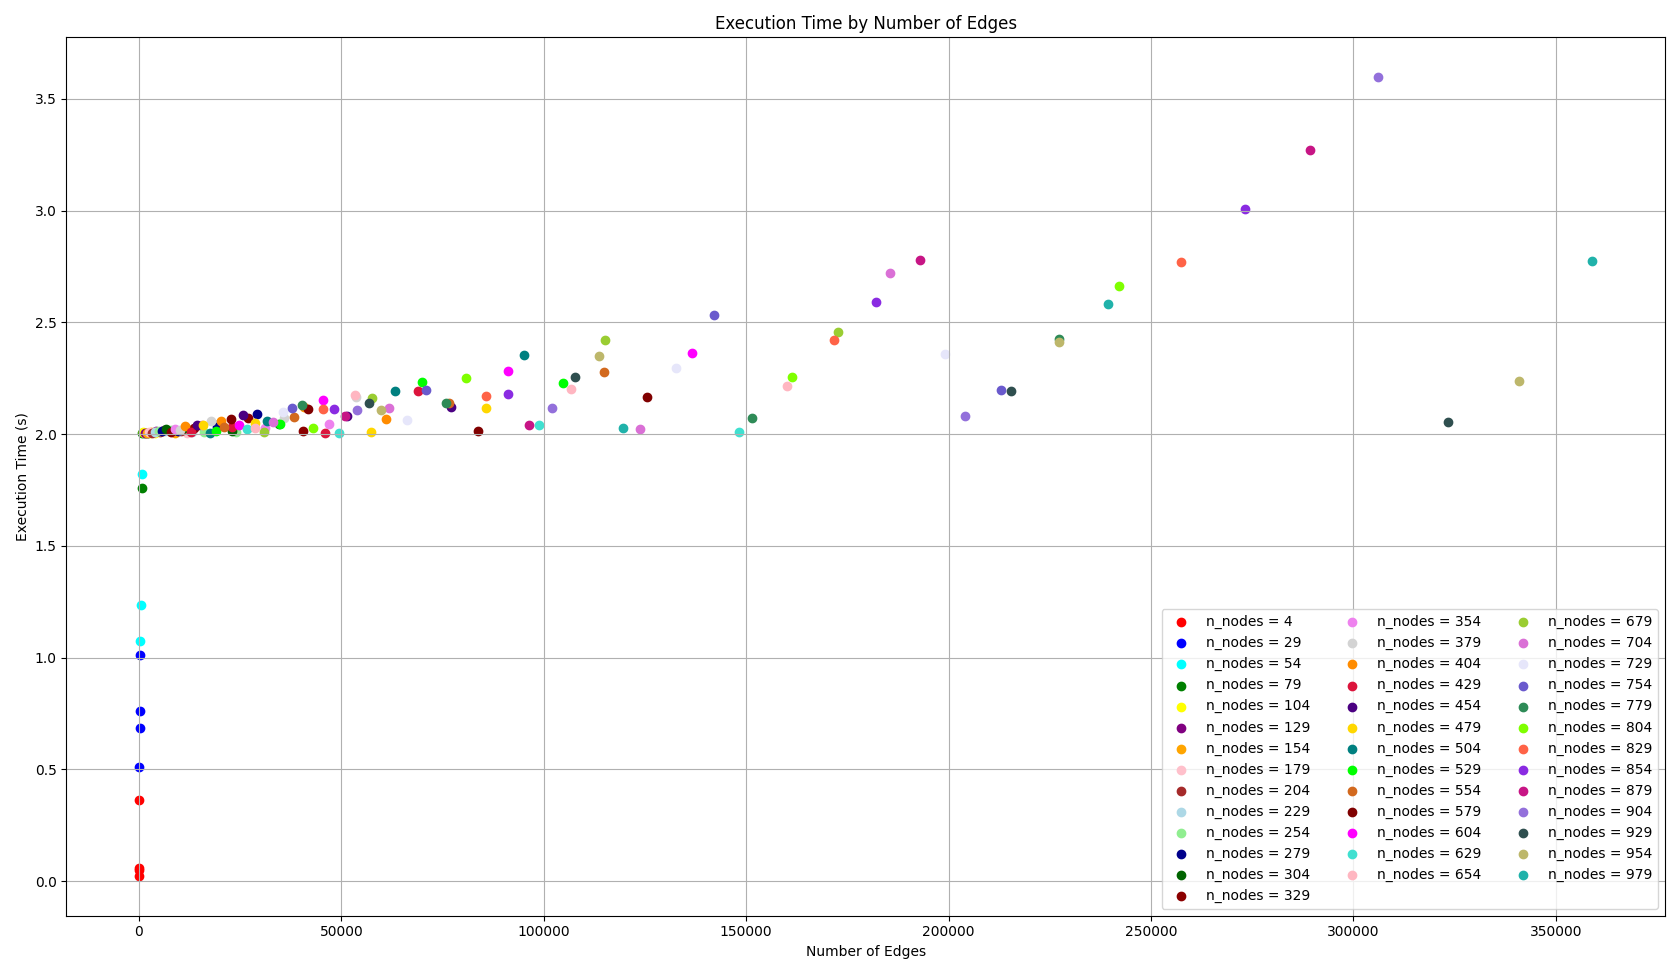 Execution Time by Number of Edges
Execution Time (s)
3.5
3.0
2.5
2.0
1.5
1.0
0.5
0.0
n_nodes = 4
n_nodes = 29
n_nodes = 54
n_nodes = 79
n_nodes = 104
n_nodes = 129
n_nodes = 154
n_nodes = 179
n_nodes = 204
n_nodes = 229
n_nodes = 254
n_nodes = 279
n_nodes = 304
n_nodes = 329
n_nodes = 354
n_nodes = 379
n_nodes = 404
n_nodes = 429
n_nodes = 454
n_nodes = 479
n_nodes = 504
n_nodes = 529
n_nodes = 554
n_nodes = 579
n_nodes = 604
n_nodes = 629
n_nodes = 654
n_nodes = 679
n_nodes = 704
n_nodes = 729
n_nodes = 754
n_nodes = 779
n_nodes = 804
n_nodes = 829
n_nodes = 854
n_nodes = 879
n_nodes = 904
n_nodes = 929
n_nodes = 954
n_nodes = 979
0 50000 100000 150000 200000 250000 300000 350000
Number of Edges